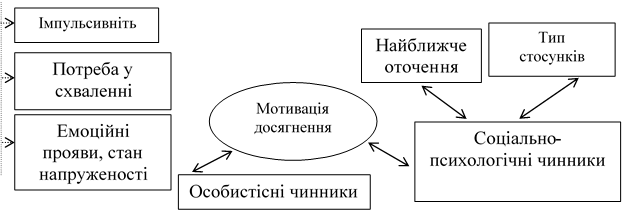 Імпульсивніть
Потреба у
схваленні
Емоційні
прояви, стан
напруженості
Мотивація
досягнення
Особистісні чинники
Найближче
оточення
Тип
стосунків
Соціально-
психологічні чинники